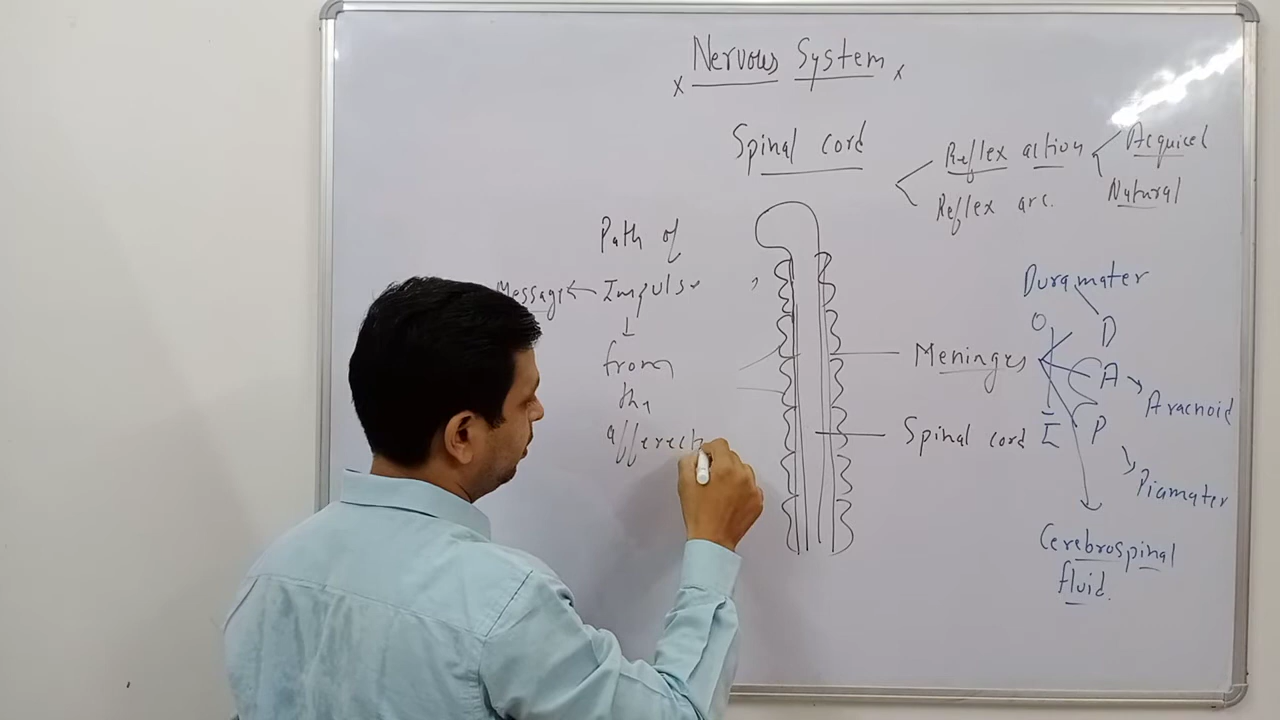 Nervous System
Spinal cord
Reflex action
Acquired
Natural
Reflex arc.
Path of
Message Impulse
from
the
Meninges
Spinal cord
Duramater
O
D
A
Aracnoid
I P
Piamater
Cerebrospinal
fluid.